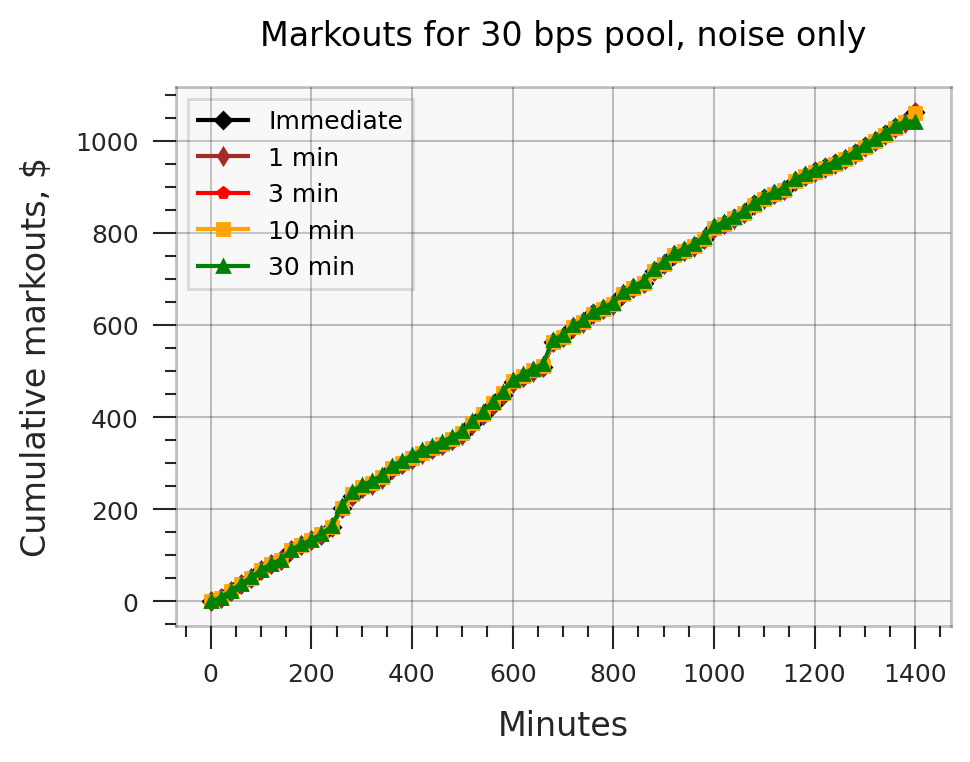 Markouts for 30 bps pool, noise only
Cumulative markouts, $
1000
800
600
400
200
0
Immediate
1 min
3 min
10 min
30 min
0 200 400 600 800 1000 1200 1400
Minutes